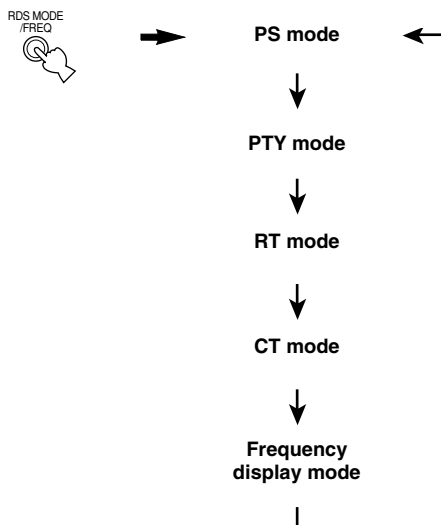 RDS MODE
/FREQ
PS mode
PTY mode
RT mode
CT mode
Frequency
display mode